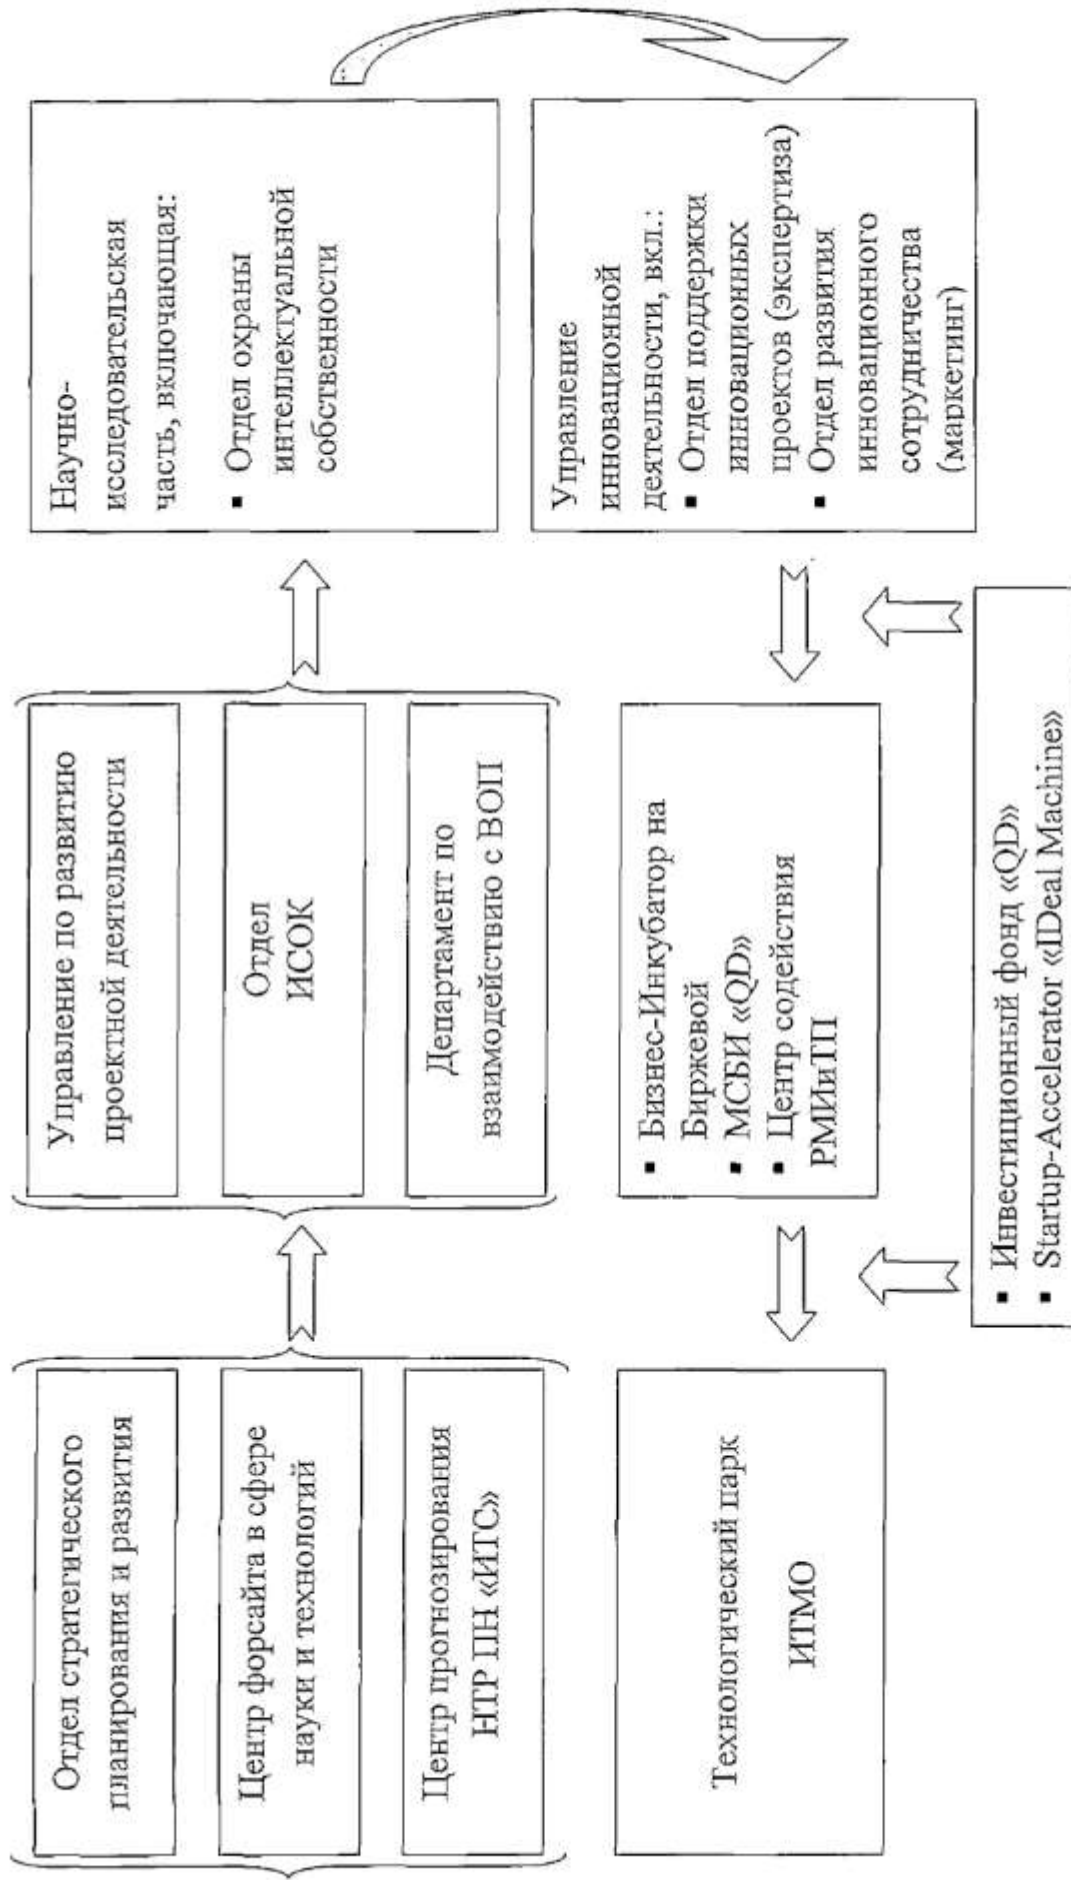 Отдел стратегического
планирования и развития
Центр форсайта в сфере
науки и технологий
Центр прогнозирования
НТР ПН «ИТС»
Управление по развитию
проектной деятельности
Отдел
ИСОК
Департамент по
взаимодействию с ВОП
Научно-
исследовательская
часть, включающая:
▪ Отдел охраны
интеллектуальной
собственности
Управление
инновационной
деятельности, вкл.:
▪ Отдел поддержки
инновационных
проектов (экспертиза)
▪ Отдел развития
инновационного
сотрудничества
(маркетинг)
▪ Бизнес-Инкубатор на
Биржевой
▪ МСБИ «QD»
▪ Центр содействия
РМИиТП
Технологический парк
ИТМО
▪ Инвестиционный фонд «QD»
▪ Startup-Accelerator «IDeal Machine»